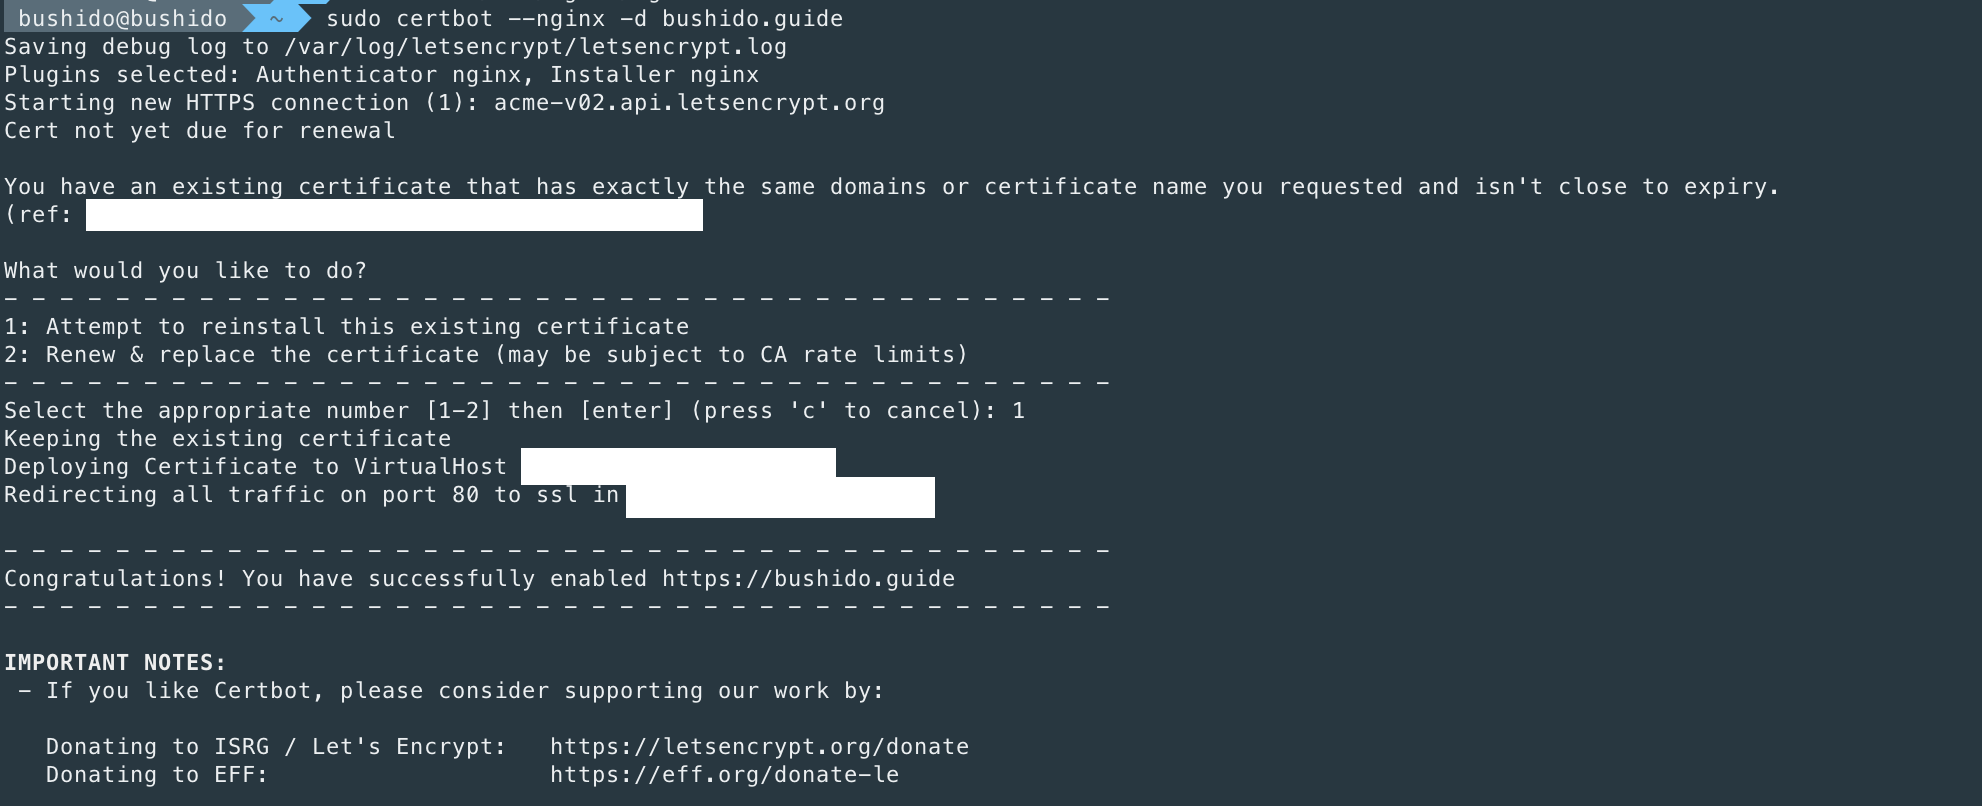 bushido@bushido ~ sudo certbot --nginx -d bushido.guide
Saving debug log to /var/log/letsencrypt/letsencrypt.log
Plugins selected: Authenticator nginx, Installer nginx
Starting new HTTPS connection (1): acme-v02.api.letsencrypt.org
Cert not yet due for renewal
You have an existing certificate that has exactly the same domains or certificate name you requested and isn't close to expiry.
(ref:
What would you like to do?
- - - - - - - - - - - - - - - - - - - - - - - - - - - - - - - - - - - - - - - -
1: Attempt to reinstall this existing certificate
2: Renew & replace the certificate (may be subject to CA rate limits)
- - - - - - - - - - - - - - - - - - - - - - - - - - - - - - - - - - - - - - - -
Select the appropriate number [1-2] then [enter] (press 'c' to cancel): 1
Keeping the existing certificate
Deploying Certificate to VirtualHost
Redirecting all traffic on port 80 to ssl in
- - - - - - - - - - - - - - - - - - - - - - - - - - - - - - - - - - - - - - - -
Congratulations! You have successfully enabled https://bushido.guide
- - - - - - - - - - - - - - - - - - - - - - - - - - - - - - - - - - - - - - - -
IMPORTANT NOTES:
- If you like Certbot, please consider supporting our work by:
Donating to ISRG / Let's Encrypt: https://letsencrypt.org/donate
Donating to EFF: https://eff.org/donate-le